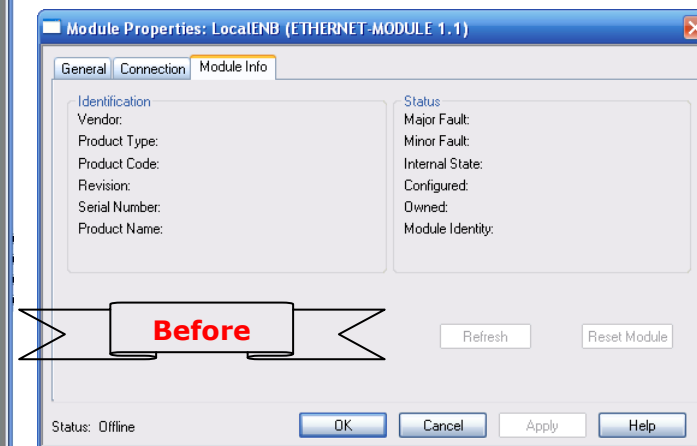 Module Properties: LocalENB (ETHERNET-MODULE 1.1)
General Connection Module Info
Identification
Vendor:
Product Type:
Product Code:
Revision:
Serial Number:
Product Name:
Status
Major Fault:
Minor Fault:
Internal State:
Configured:
Owned:
Module Identity:
Before
Refresh Reset Module
Status: Offline OK Cancel Apply Help